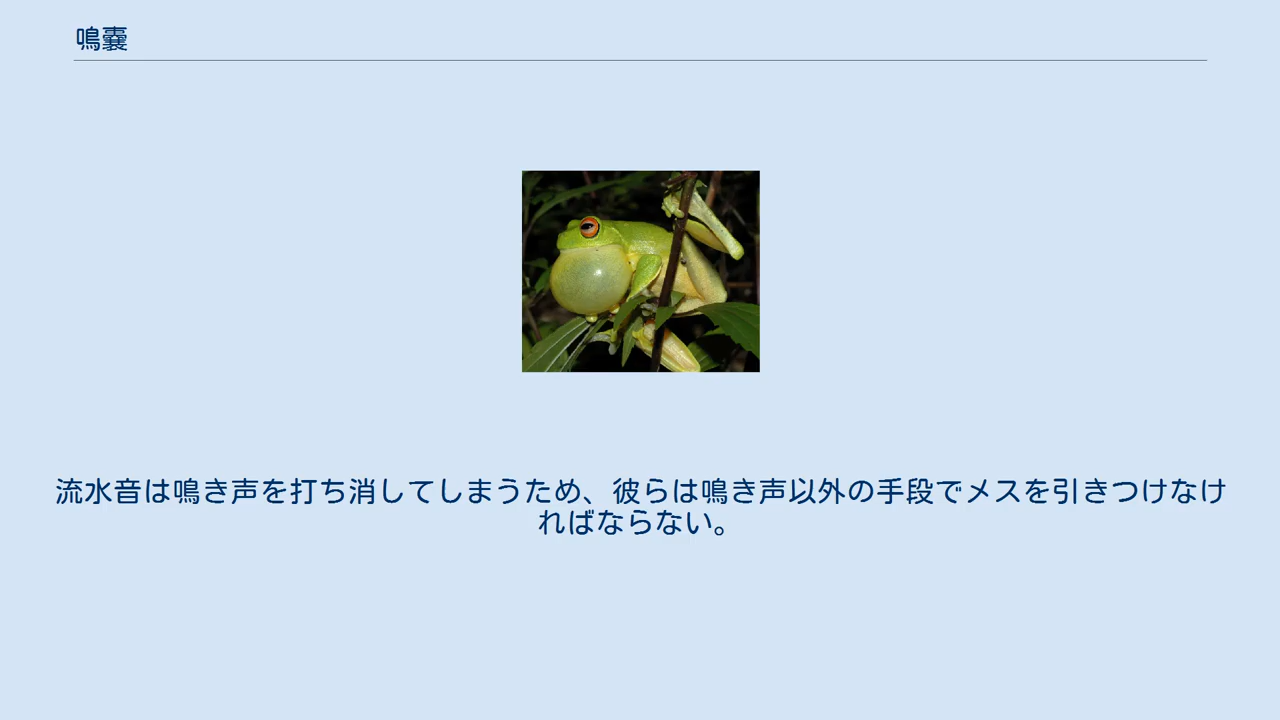 鳴嚢
流水音は鳴き声を打ち消してしまうため、彼らは鳴き声以外の手段でメスを引きつけなけ
ればならない。